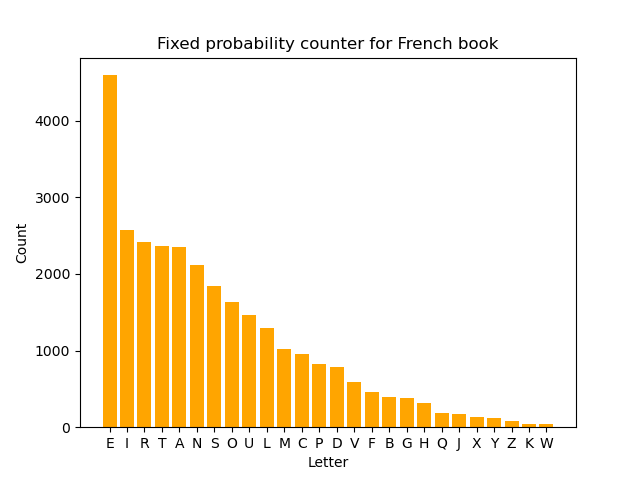 Fixed probability counter for French book
Count
4000
3000
2000
1000
0
E I R T A N S O U L M C P D V F B G H Q J X Y Z K W
Letter